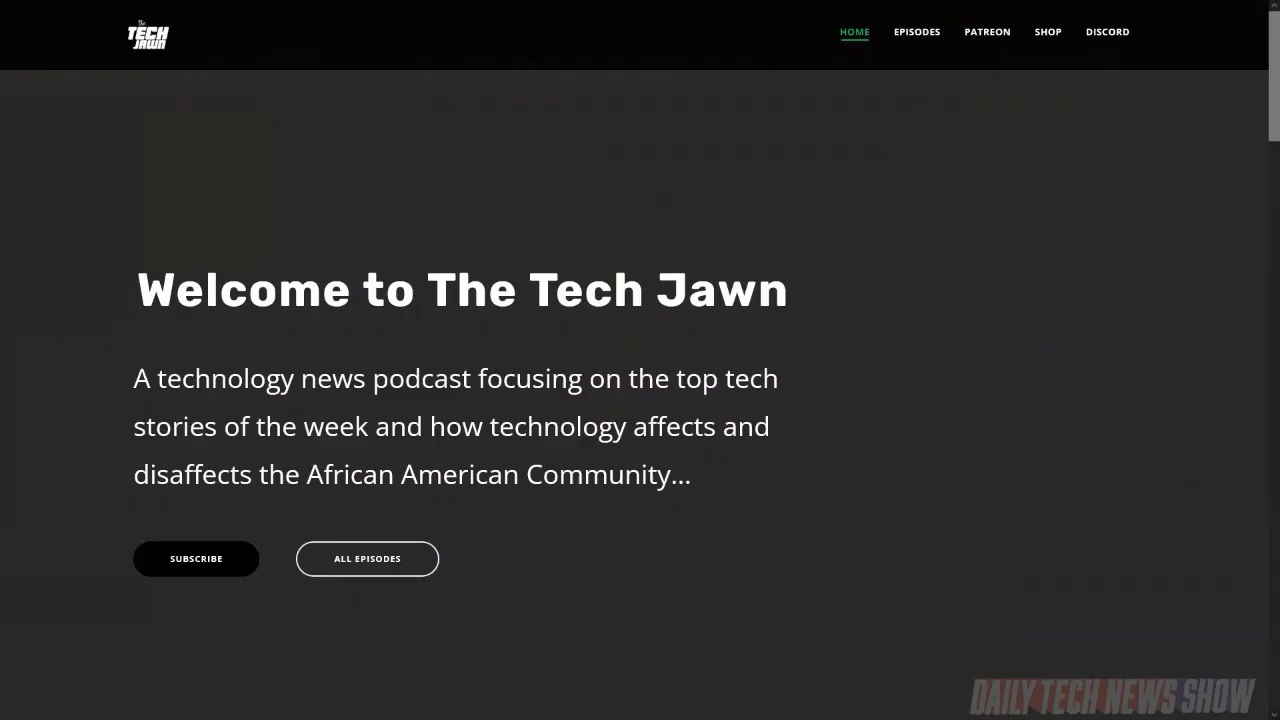 the
TECH
JAWN
HOME EPISODES PATREON SHOP DISCORD
Welcome to The Tech Jawn
A technology news podcast focusing on the top tech
stories of the week and how technology affects and
disaffects the African American Community...
SUBSCRIBE ALL EPISODES
DAILY TECH NEWS SHOW